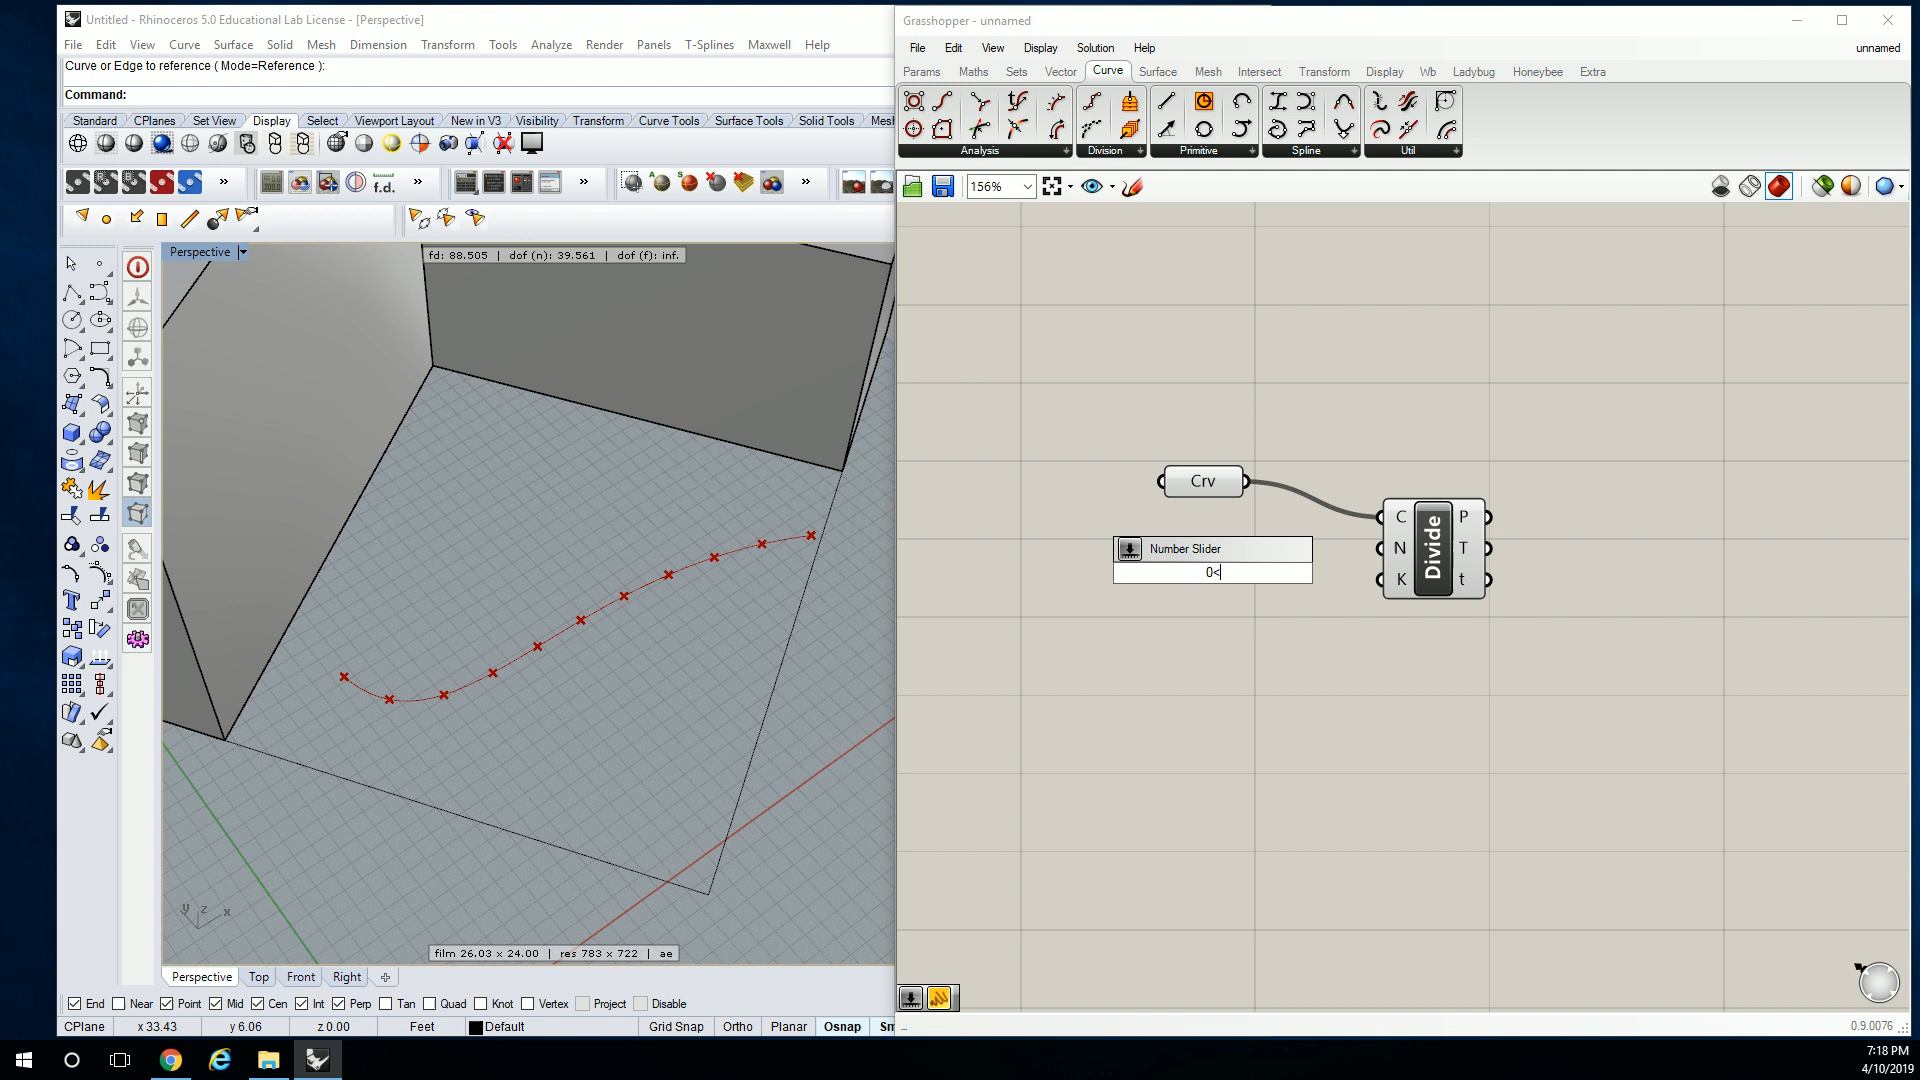 Untitled - Rhinoceros 5.0 Educational Lab License - [Perspective]
File Edit View Curve Surface Solid Mesh Dimension Transform Tools Analyze Render Panels T-Splines Maxwell Help
Curve or Edge to reference ( Mode=Reference ):
Command:
Standard CPlanes Set View Display Select Viewport Layout New in V3 Visibility Transform Curve Tools Surface Tools Solid Tools Mesh
f.d.
Perspective
fd: 88.505 | dof (n): 39.561 | dof (f): inf.
y z x
film 26.03 x 24.00 | res 783 x 722 | ae
Perspective Top Front Right
End Near Point Mid Cen Int Perp Tan Quad Knot Vertex Project Disable
CPlane x 33.43 y 6.06 z 0.00 Feet Default Grid Snap Ortho Planar Osnap Sm
Grasshopper - unnamed
File Edit View Display Solution Help unnamed
Params Maths Sets Vector Curve Surface Mesh Intersect Transform Display Wb Ladybug Honeybee Extra
Analysis Division Primitive Spline Util
156%
Crv
Number Slider
0<
C P
N T
K t
Divide
0.9.0076
7:18 PM
4/10/2019